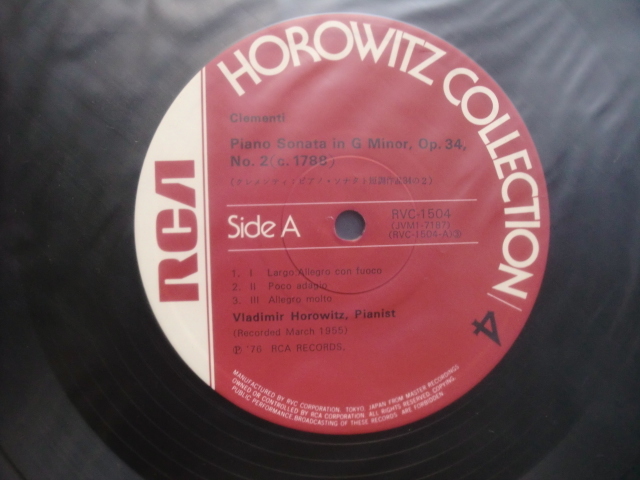 HOROWITZ COLLECTION/4
RCA
Clementi
Piano Sonata in G Minor, Op. 34,
No. 2 (c. 1788)
Side A
RVC-1504
(JVM1-7197)
1. I Largo: Allegro con fuoco
2. II Poco adagio
3. III Allegro molto
Vladimir Horowitz, Pianist
(Recorded March 1955)
℗ '76 RCA RECORDS.
MANUFACTURED BY RVC CORPORATION. TOKYO, JAPAN FROM MASTER RECORDINGS
OWNED OR CONTROLLED BY RCA CORPORATION. ALL RIGHTS RESERVED. COPYING,
PUBLIC PERFORMANCE, BROADCASTING OF THESE RECORDS ARE FORBIDDEN